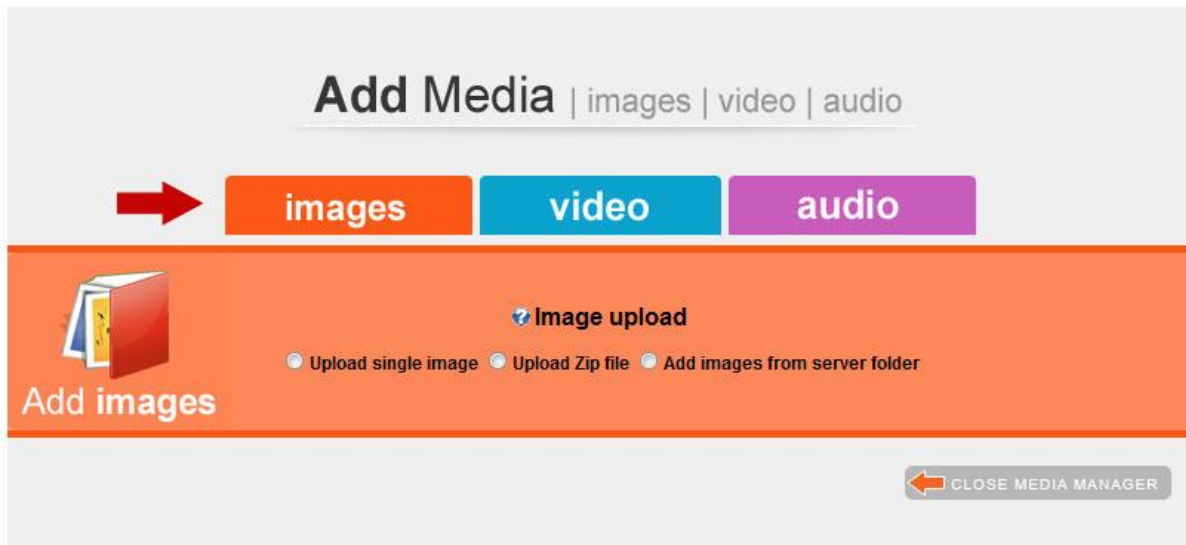 Add Media | images | video | audio
images video audio
Image upload
Upload single image Upload Zip file Add images from server folder
Add images
CLOSE MEDIA MANAGER